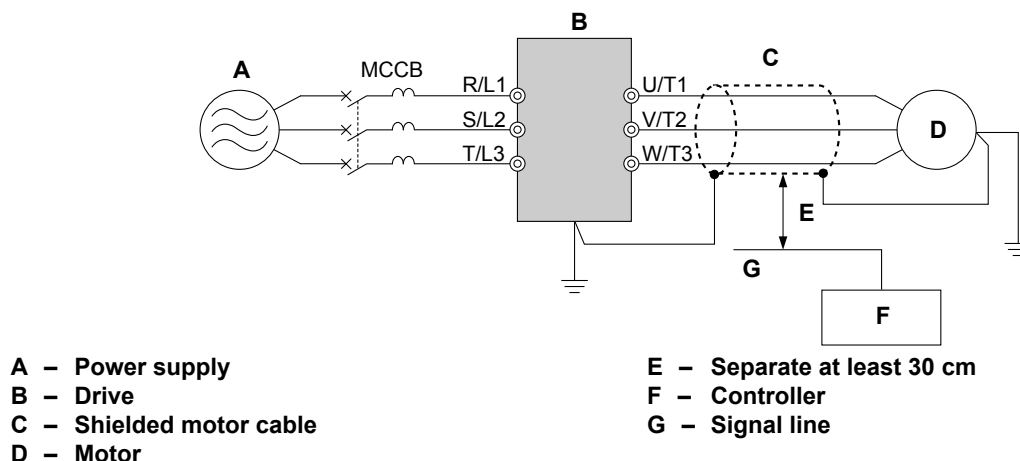 B
A
C
MCCB
R/L1
U/T1
S/L2
V/T2
D
T/L3
W/T3
E
G
F
A – Power supply
B – Drive
C – Shielded motor cable
D – Motor
E – Separate at least 30 cm
F – Controller
G – Signal line